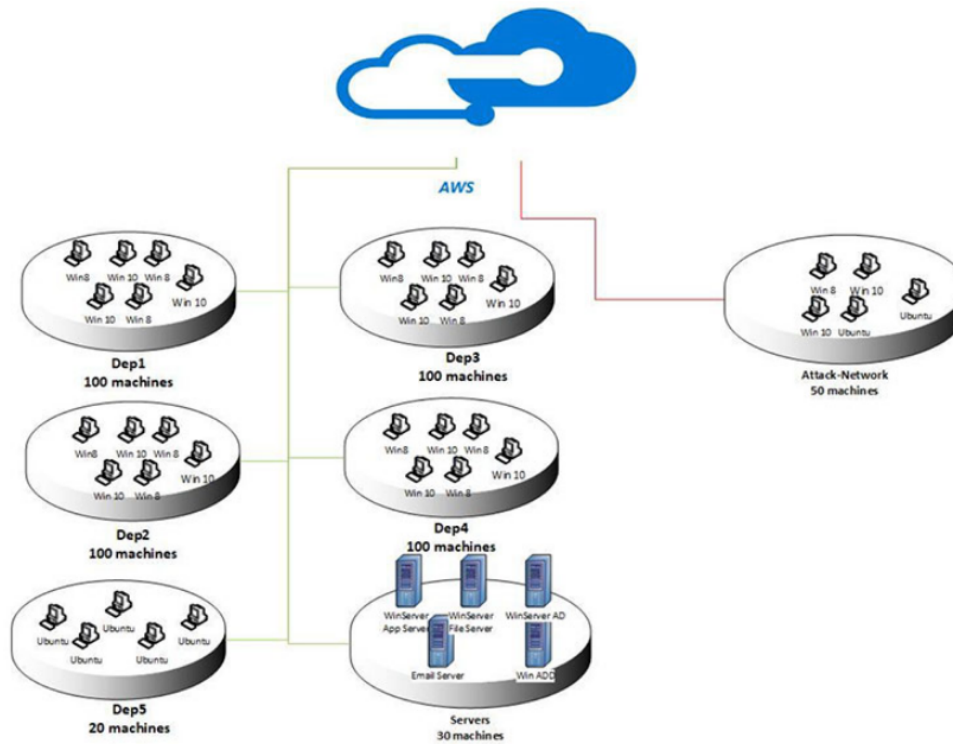 AWS
Win8
Win 10
Win 8
Win 10
Win 10
Win 8
Dep1
100 machines
Win8
Win 10
Win 8
Win 10
Win 10
Win 8
Dep3
100 machines
Win 8
Win 10
Ubuntu
Win 10
Ubuntu
Attack-Network
50 machines
Win8
Win 10
Win 8
Win 10
Win 10
Win 8
Dep2
100 machines
Win8
Win 10
Win 8
Win 10
Win 10
Win 8
Dep4
100 machines
Ubuntu
Ubuntu
Ubuntu
Ubuntu
Ubuntu
Dep5
20 machines
WinServer
App Server
WinServer
File Server
WinServer AD
Email Server
Win ADD
Servers
30 machines